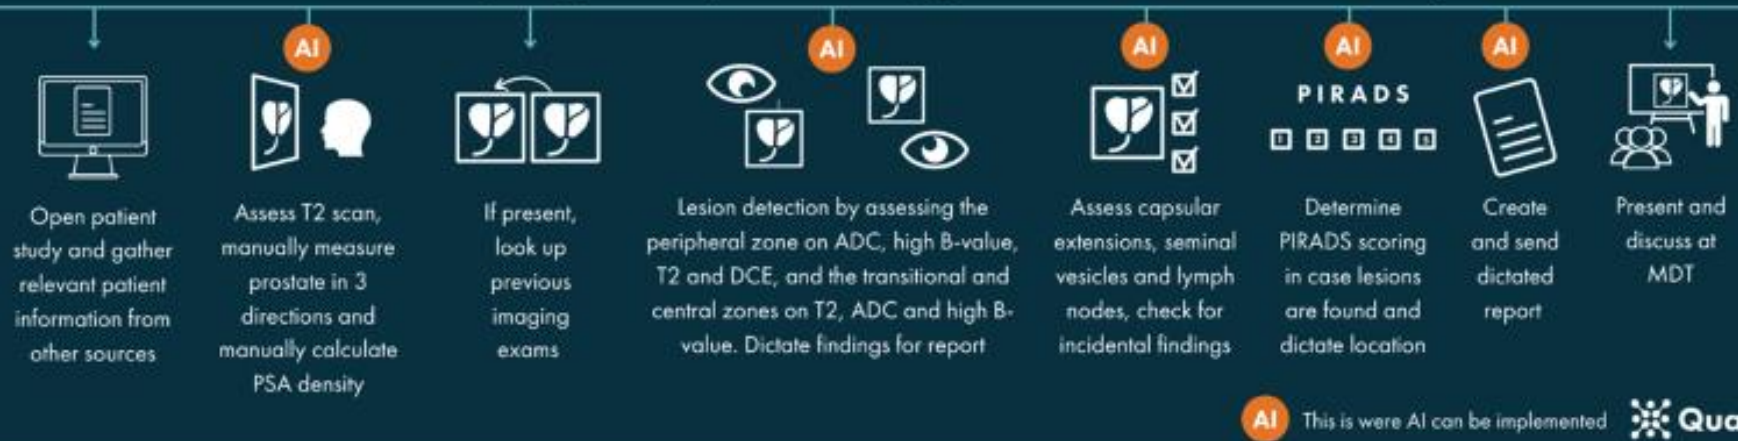 AI
AI
AI
AI
AI
PIRADS
1 2 3 4 5
Open patient
study and gather
relevant patient
information from
other sources
Assess T2 scan,
manually measure
prostate in 3
directions and
manually calculate
PSA density
If present,
look up
previous
imaging
exams
Lesion detection by assessing the
peripheral zone on ADC, high B-value,
T2 and DCE, and the transitional and
central zones on T2, ADC and high B-
value. Dictate findings for report
Assess capsular
extensions, seminal
vesicles and lymph
nodes, check for
incidental findings
Determine
PIRADS scoring
in case lesions
are found and
dictate location
Create
and send
dictated
report
Present and
discuss at
MDT
AI This is were AI can be implemented